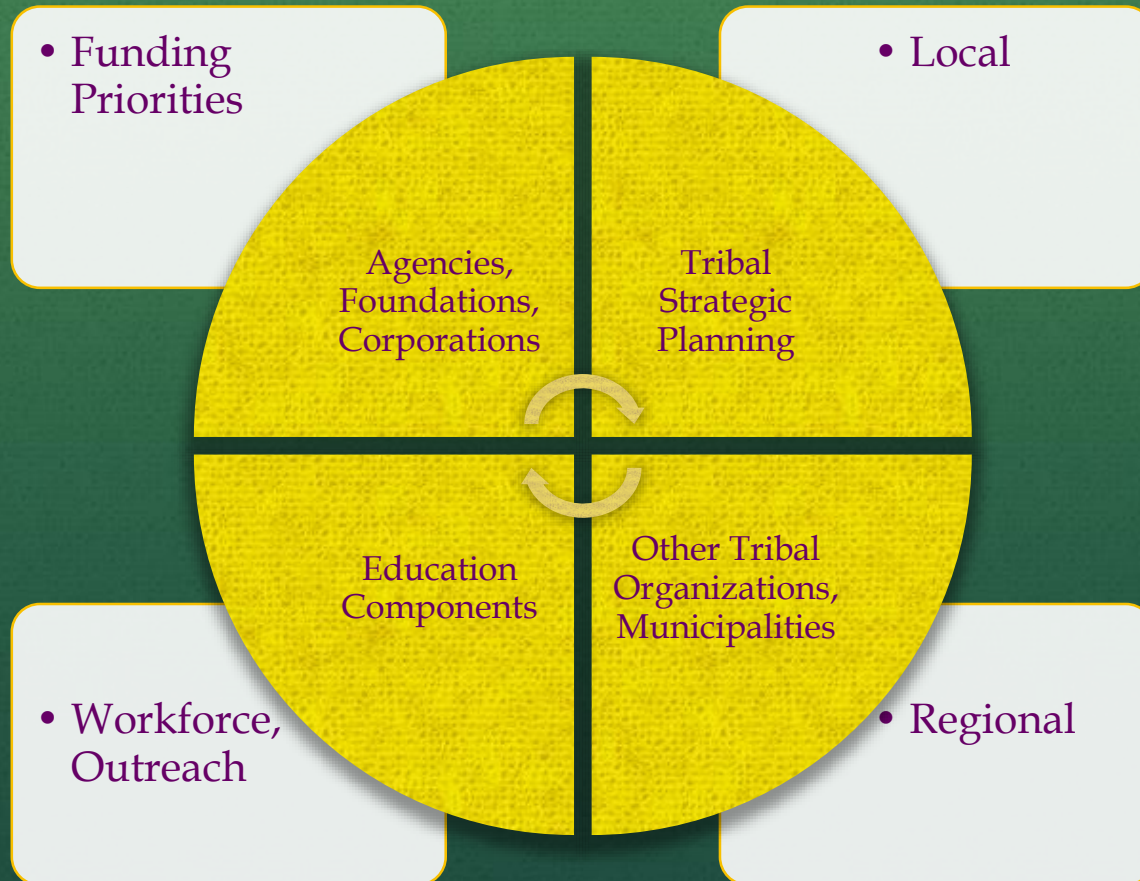 • Funding
Priorities
• Local
Agencies,
Foundations,
Corporations
Tribal
Strategic
Planning
Education
Components
Other Tribal
Organizations,
Municipalities
• Workforce,
Outreach
• Regional